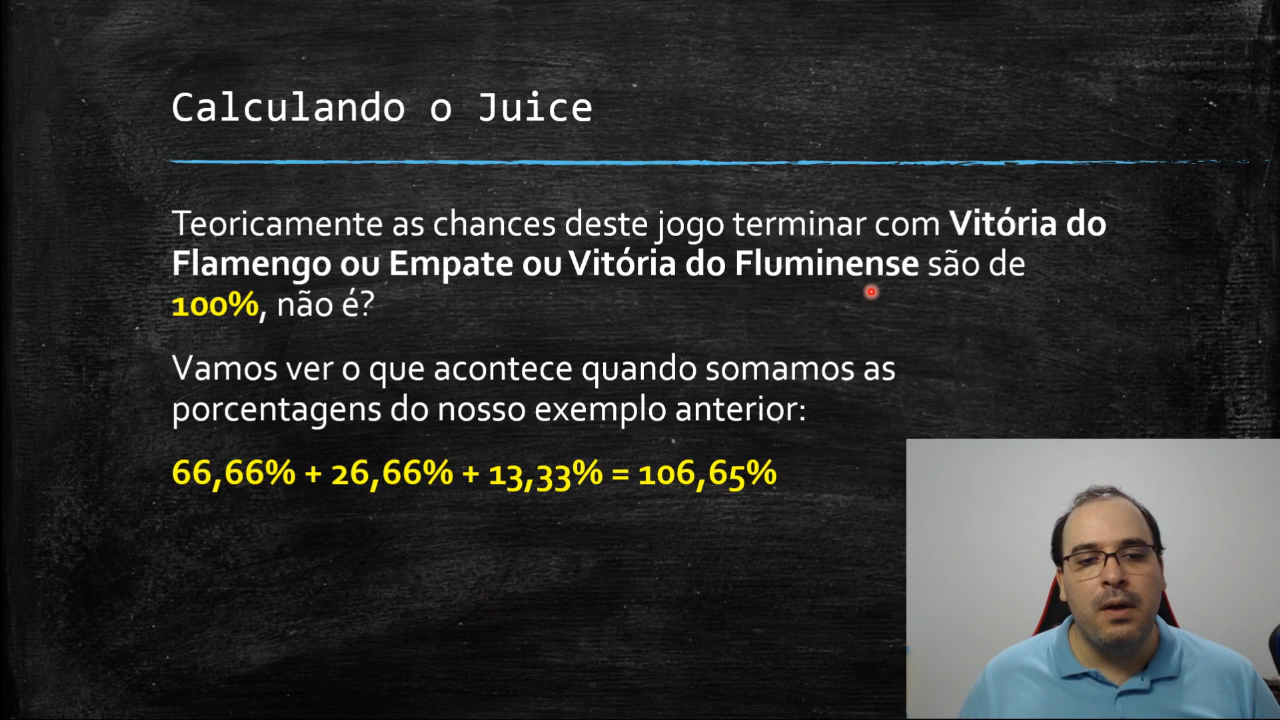 Calculando o Juice
Teoricamente as chances deste jogo terminar com Vitória do
Flamengo ou Empate ou Vitória do Fluminense são de
100%, não é?
Vamos ver o que acontece quando somamos as
porcentagens do nosso exemplo anterior:
66,66% + 26,66% + 13,33% = 106,65%